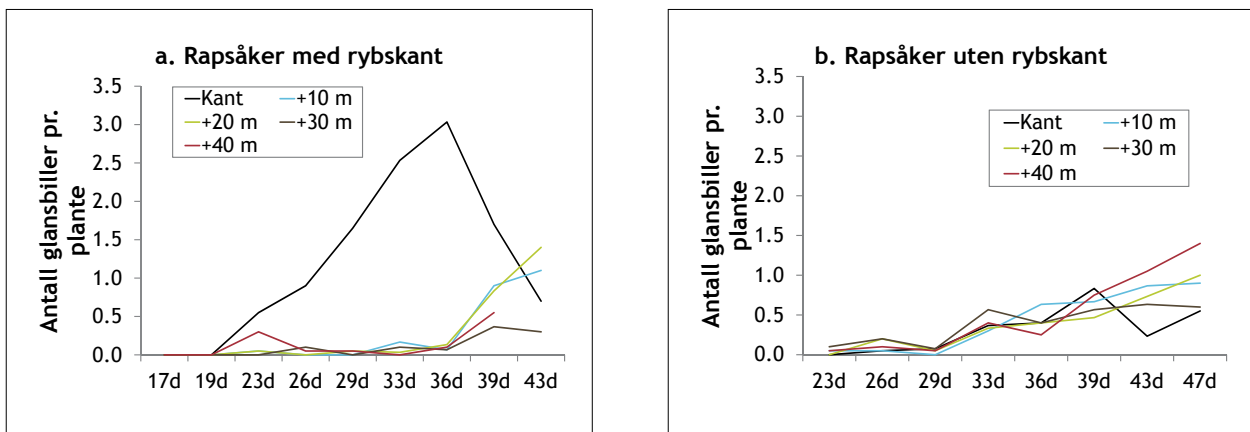 a. Rapsåker med rybskant
Antall glansbiller pr.
plante
3.5
3.0
2.5
2.0
1.5
1.0
0.5
0.0
Kant +10 m
+20 m +30 m
+40 m
17d 19d 23d 26d 29d 33d 36d 39d 43d
b. Rapsåker uten rybskant
Antall glansbiller pr.
plante
3.5
3.0
2.5
2.0
1.5
1.0
0.5
0.0
Kant +10 m
+20 m +30 m
+40 m
23d 26d 29d 33d 36d 39d 43d 47d